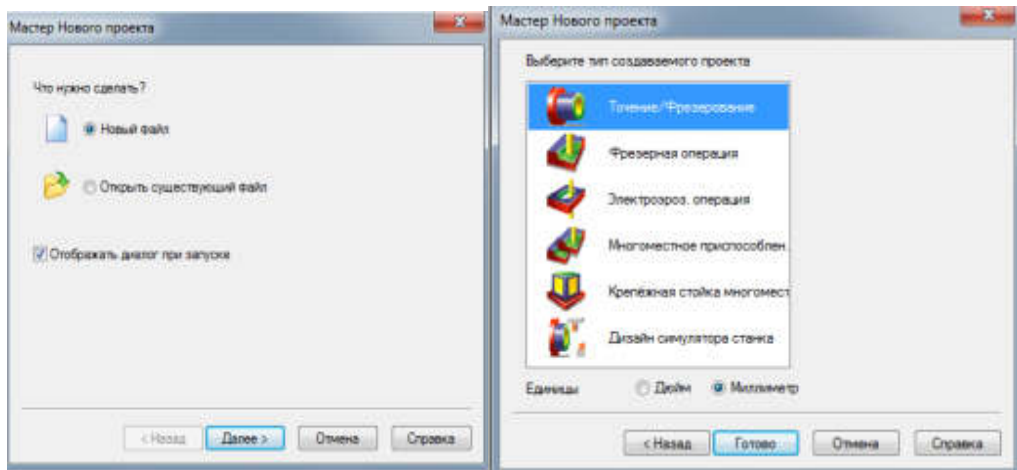 Мастер Нового проекта
Что нужно сделать?
Новый файл
Открыть существующий файл
Отображать диалог при запуске
< Назад
Далее >
Отмена
Справка
Мастер Нового проекта
Выберите тип создаваемого проекта
Точение/Фрезерование
Фрезерная операция
Электроэроз. операция
Многоместное приспособлен.
Крепёжная стойка многомест
Дизайн симулятора станка
Единицы
Дюйм
Миллиметр
< Назад
Готово
Отмена
Справка